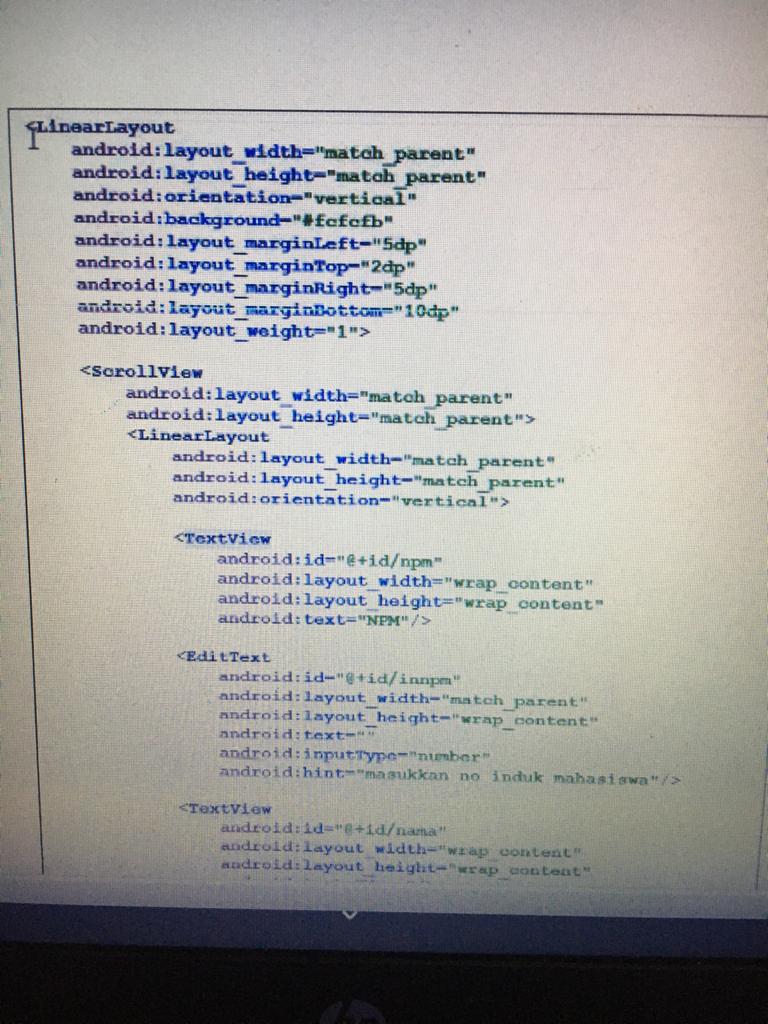 <LinearLayout
android:layout_width="match_parent"
android:layout_height="match_parent"
android:orientation="vertical"
android:background="#fcfcfb"
android:layout_marginLeft="5dp"
android:layout_marginTop="2dp"
android:layout_marginRight="5dp"
android:layout_marginBottom="10dp"
android:layout_weight="1">
<ScrollView
android:layout_width="match_parent"
android:layout_height="match_parent">
<LinearLayout
android:layout_width="match_parent"
android:layout_height="match_parent"
android:orientation="vertical">
<TextView
android:id="@+id/npm"
android:layout_width="wrap_content"
android:layout_height="wrap_content"
android:text="NPM"/>
<EditText
android:id="@+id/innpm"
android:layout_width="match_parent"
android:layout_height="wrap_content"
android:text=""
android:inputType="number"
android:hint="masukkan no induk mahasiswa"/>
<TextView
android:id="@+id/nama"
android:layout_width="wrap_content"
android:layout_height="wrap_content"
hp